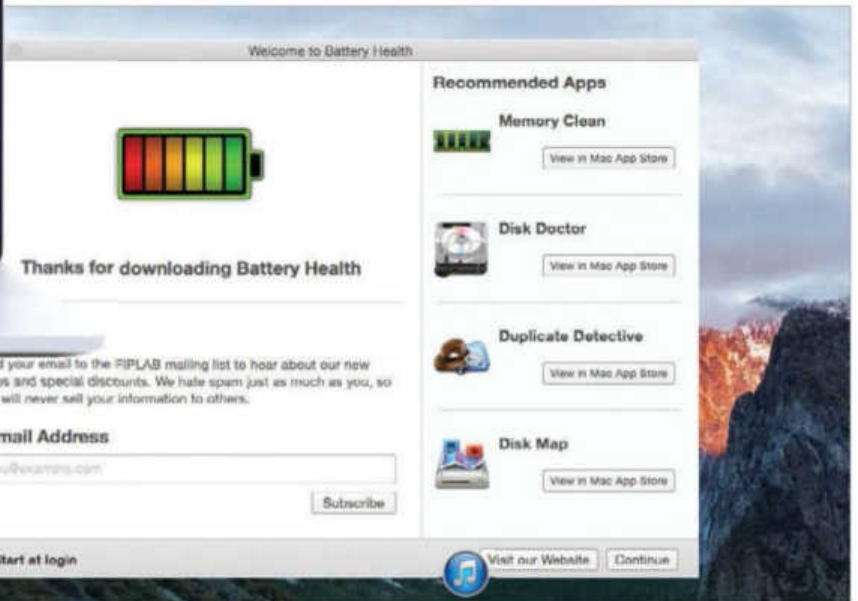 Welcome to Battery Health
Thanks for downloading Battery Health
your email to the FIPLAB mailing list to hear about our new
and special discounts. We hate spam just as much as you, so
will never sell your information to others.
mail Address
Subscribe
tart at login
Recommended Apps
Memory Clean
View in Mac App Store
Disk Doctor
View in Mac App Store
Duplicate Detective
View in Mac App Store
Disk Map
View in Mac App Store
Visit our Website
Continue